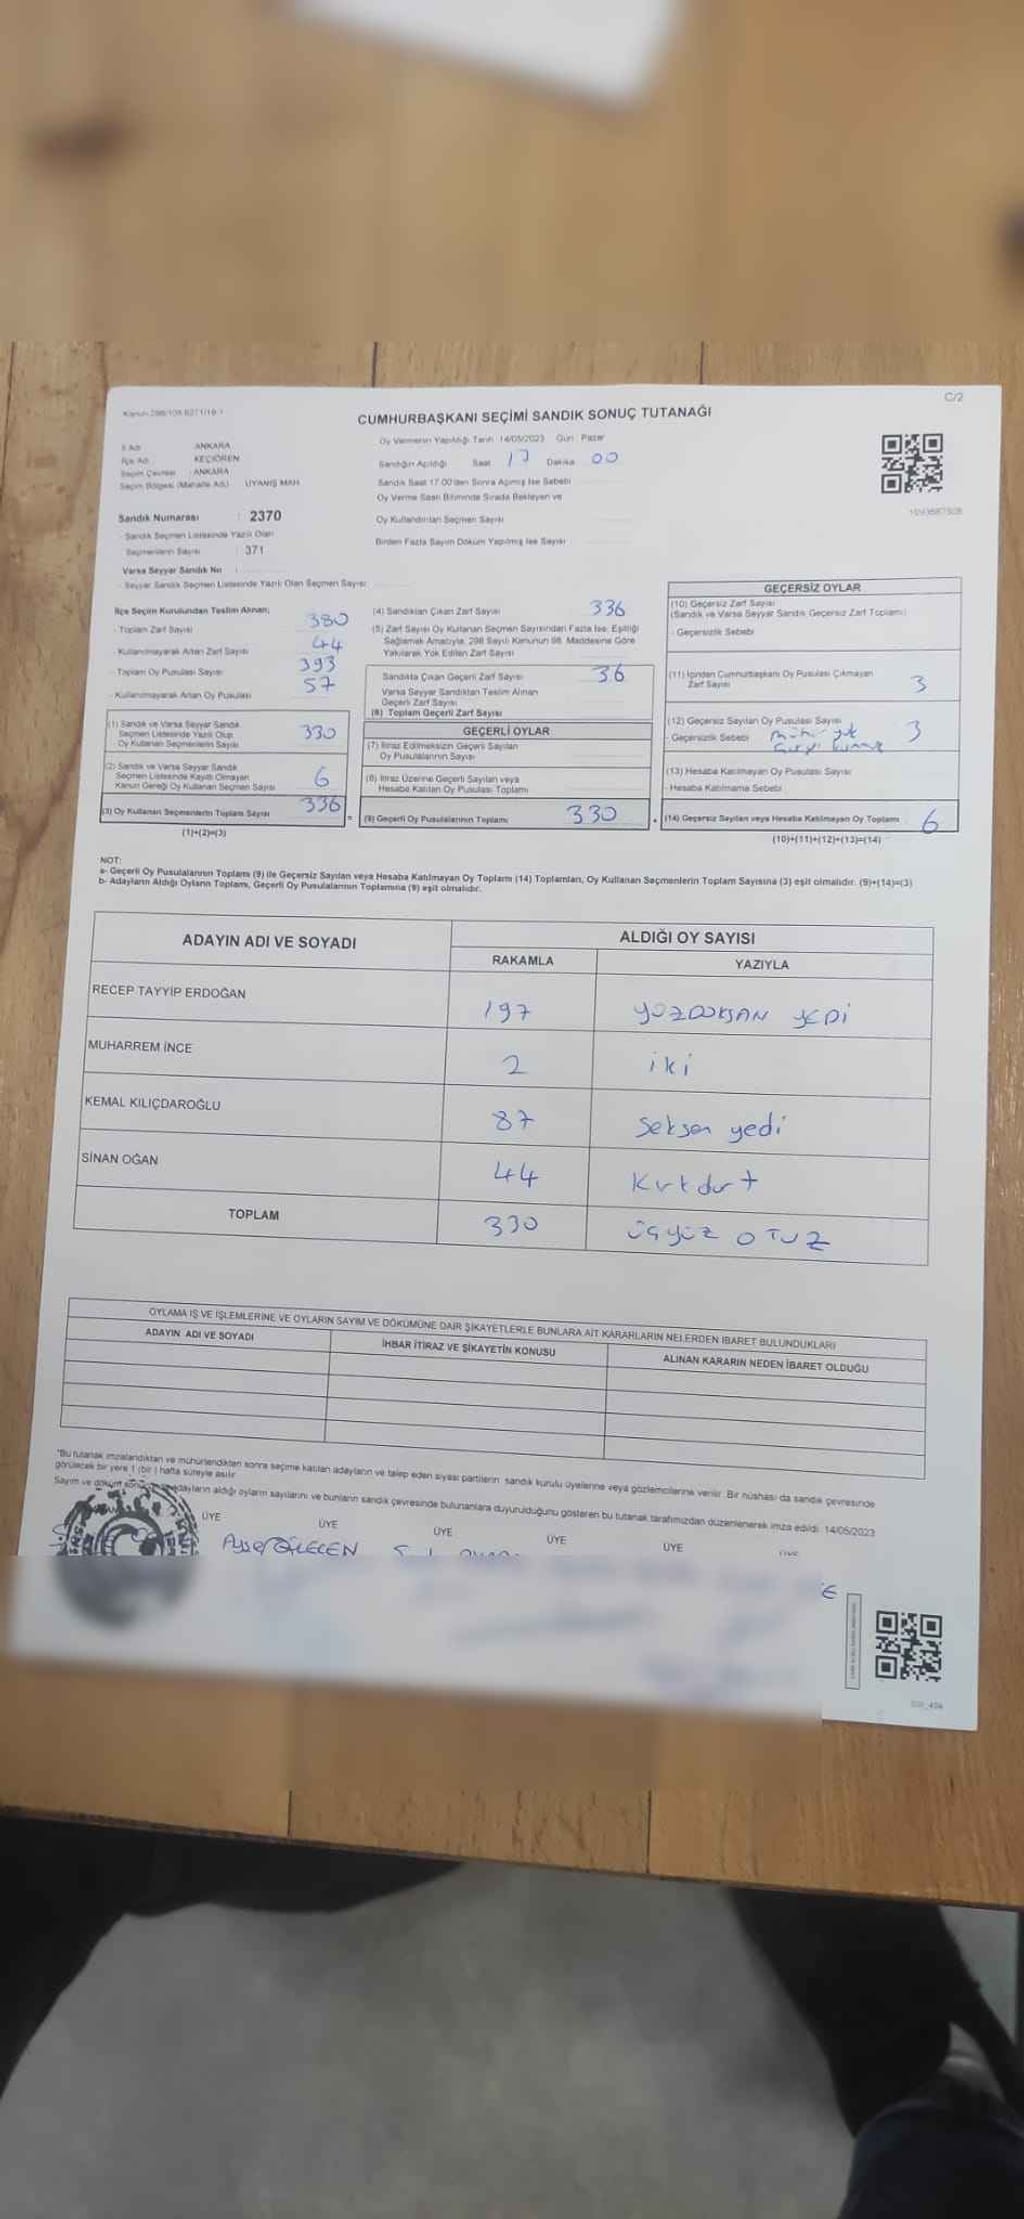 C/2
CUMHURBAŞKANI SEÇİMİ SANDIK SONUÇ TUTANAĞI
İl Adı ANKARA
İlçe Adı KEÇİÖREN
Seçim Çevresi ANKARA
Seçim Bölgesi (Mahalle Adı) UYANIŞ MAH
Sandık Numarası : 2370
Sandık Seçmen Listesinde Yazılı Olan
Seçmenlerin Sayısı : 371
Varsa Seyyar Sandık No :
- Seyyar Sandık Seçmen Listesinde Yazılı Olan Seçmen Sayısı
Oy Vermenin Yapıldığı Tarih 14/05/2023 Gün Pazar
Sandığın Açıldığı Saat 17 Dakika 00
Sandık Saat 17.00'den Sonra Açılmış İse Sebebi
Oy Verme Saati Bitiminde Sırada Bekleyen ve
Oy Kullandırılan Seçmen Sayısı
Birden Fazla Sayım Döküm Yapılmış İse Sayısı
İlçe Seçim Kurulundan Teslim Alınan;
- Toplam Zarf Sayısı 380
- Kullanılmayarak Artan Zarf Sayısı 44
- Toplam Oy Pusulası Sayısı 393
- Kullanılmayarak Artan Oy Pusulası 57
(1) Sandık ve Varsa Seyyar Sandık
Seçmen Listesinde Yazılı Olup
Oy Kullanan Seçmenlerin Sayısı 330
(2) Sandık ve Varsa Seyyar Sandık
Seçmen Listesinde Kayıtlı Olmayan
Kanun Gereği Oy Kullanan Seçmen Sayısı 6
(3) Oy Kullanan Seçmenlerin Toplam Sayısı 336 =
(1)+(2)=(3)
(4) Sandıktan Çıkan Zarf Sayısı 336
(5) Zarf Sayısı Oy Kullanan Seçmen Sayısından Fazla İse, Eşitliği
Sağlamak Amacıyla, 298 Sayılı Kanunun 98. Maddesine Göre
Yakılarak Yok Edilen Zarf Sayısı
Sandıkta Çıkan Geçerli Zarf Sayısı 36
Varsa Seyyar Sandıktan Teslim Alınan
Geçerli Zarf Sayısı
(6) Toplam Geçerli Zarf Sayısı
GEÇERLİ OYLAR
(7) İtiraz Edilmeksizin Geçerli Sayılan
Oy Pusulalarının Sayısı
(8) İtiraz Üzerine Geçerli Sayılan veya
Hesaba Katılan Oy Pusulası Toplamı
(9) Geçerli Oy Pusulalarının Toplamı 330
GEÇERSİZ OYLAR
(10) Geçersiz Zarf Sayısı
(Sandık ve Varsa Seyyar Sandık Geçersiz Zarf Toplamı)
- Geçersizlik Sebebi
(11) İçinden Cumhurbaşkanı Oy Pusulası Çıkmayan
Zarf Sayısı 3
(12) Geçersiz Sayılan Oy Pusulası Sayısı 3
- Geçersizlik Sebebi
(13) Hesaba Katılmayan Oy Pusulası Sayısı
- Hesaba Katılmama Sebebi
(14) Geçersiz Sayılan veya Hesaba Katılmayan Oy Toplamı 6
(10)+(11)+(12)+(13)=(14)
NOT:
a- Geçerli Oy Pusulalarının Toplamı (9) ile Geçersiz Sayılan veya Hesaba Katılmayan Oy Toplamı (14) Toplamları, Oy Kullanan Seçmenlerin Toplam Sayısına (3) eşit olmalıdır. (9)+(14)=(3)
b- Adayların Aldığı Oyların Toplamı, Geçerli Oy Pusulalarının Toplamına (9) eşit olmalıdır.
ADAYIN ADI VE SOYADI ALDIĞI OY SAYISI
RAKAMLA YAZIYLA
RECEP TAYYİP ERDOĞAN 197 YÜZDOKSAN YEDİ
MUHARREM İNCE 2 iki
KEMAL KILIÇDAROĞLU 87 Seksen yedi
SİNAN OĞAN 44 Kırkdört
TOPLAM 330 üçyüz OTUZ
OYLAMA İŞ VE İŞLEMLERİNE VE OYLARIN SAYIM VE DÖKÜMÜNE DAİR ŞİKAYETLERLE BUNLARA AİT KARARLARIN NELERDEN İBARET BULUNDUKLARI
ADAYIN ADI VE SOYADI İHBAR İTİRAZ VE ŞİKAYETİN KONUSU ALINAN KARARIN NEDEN İBARET OLDUĞU
*Bu tutanak imzalandıktan ve mühürlendikten sonra seçime katılan adayların ve talep eden siyasi partilerin sandık kurulu üyelerine veya gözlemcilerine verilir. Bir nüshası da sandık çevresinde
görülecek bir yere 1 (bir) hafta süreyle asılır.
Sayım ve döküm adayların aldığı oyların sayılarını ve bunların sandık çevresinde bulunanlara duyurulduğunu gösteren bu tutanak tarafımızdan düzenlenerek imza edildi. 14/05/2023
ÜYE ÜYE ÜYE ÜYE ÜYE